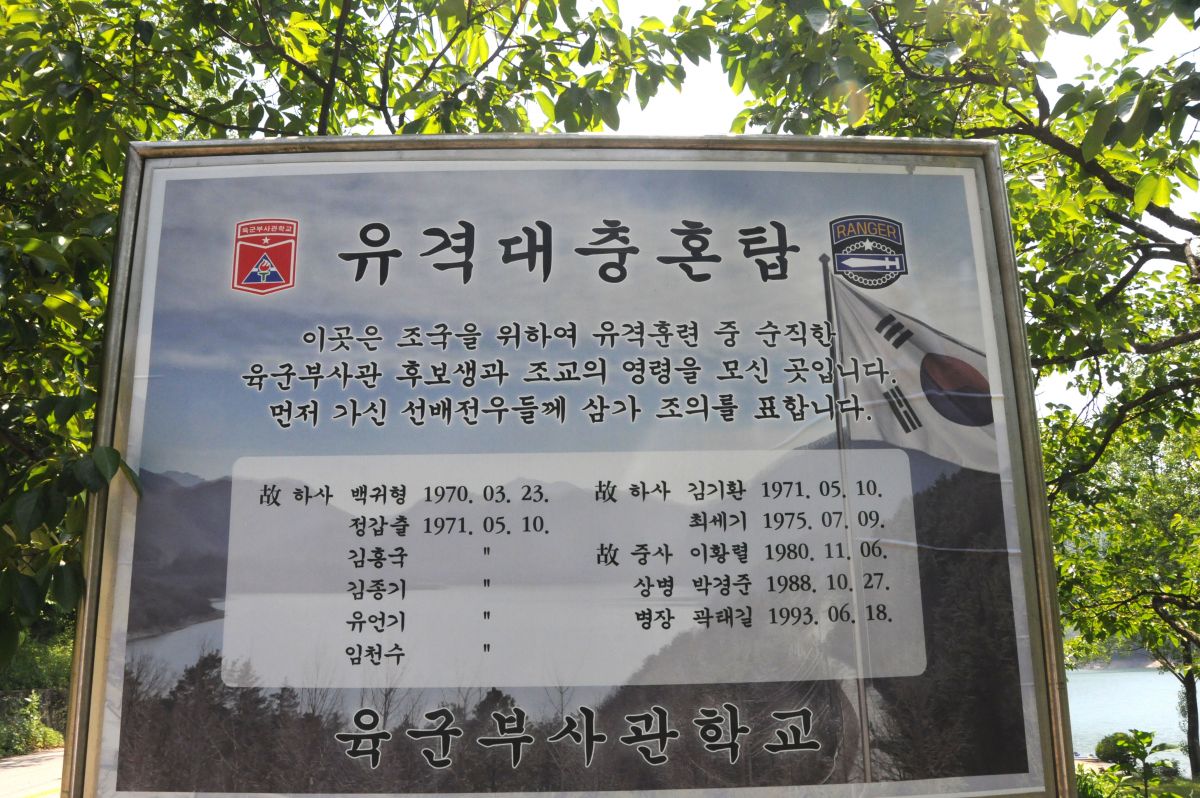 육군부사관학교
유격대충혼탑
RANGER
이곳은 조국을 위하여 유격훈련 중 순직한
육군부사관 후보생과 조교의 영령을 모신 곳입니다.
먼저 가신 선배전우들께 삼가 조의를 표합니다.
故 하사 백귀형 1970. 03. 23.
정갑출 1971. 05. 10.
김흥국 "
김종기 "
유언기 "
임천수 "
故 하사 김기환 1971. 05. 10.
최세기 1975. 07. 09.
故 중사 이황렬 1980. 11. 06.
상병 박경준 1988. 10. 27.
병장 곽태길 1993. 06. 18.
육군부사관학교